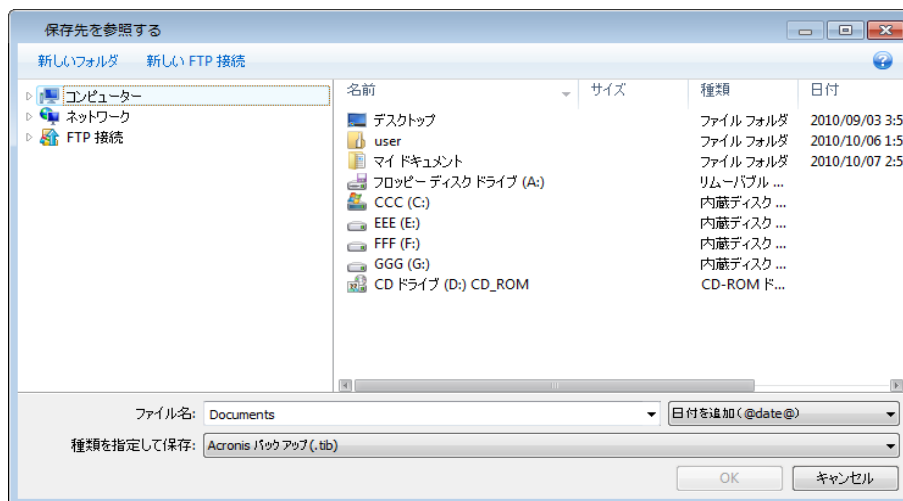 保存先を参照する
新しいフォルダ 新しい FTP 接続
コンピューター
ネットワーク
FTP 接続
名前 サイズ 種類 日付
デスクトップ ファイル フォルダ 2010/09/03 3:5
user ファイル フォルダ 2010/10/06 1:5
マイ ドキュメント ファイル フォルダ 2010/10/07 2:5
フロッピー ディスク ドライブ (A:) リムーバブル ...
CCC (C:) 内蔵ディスク ...
EEE (E:) 内蔵ディスク ...
FFF (F:) 内蔵ディスク ...
GGG (G:) 内蔵ディスク ...
CD ドライブ (D:) CD_ROM CD-ROM ド...
ファイル名: Documents 日付を追加(@date@)
種類を指定して保存: Acronis バックアップ(.tib)
OK キャンセル